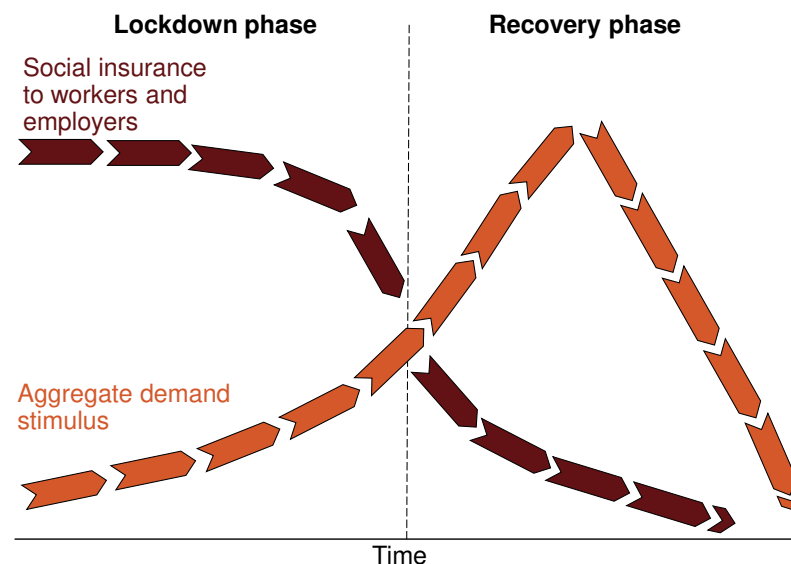 Lockdown phase
Recovery phase
Social insurance
to workers and
employers
Aggregate demand
stimulus
Time